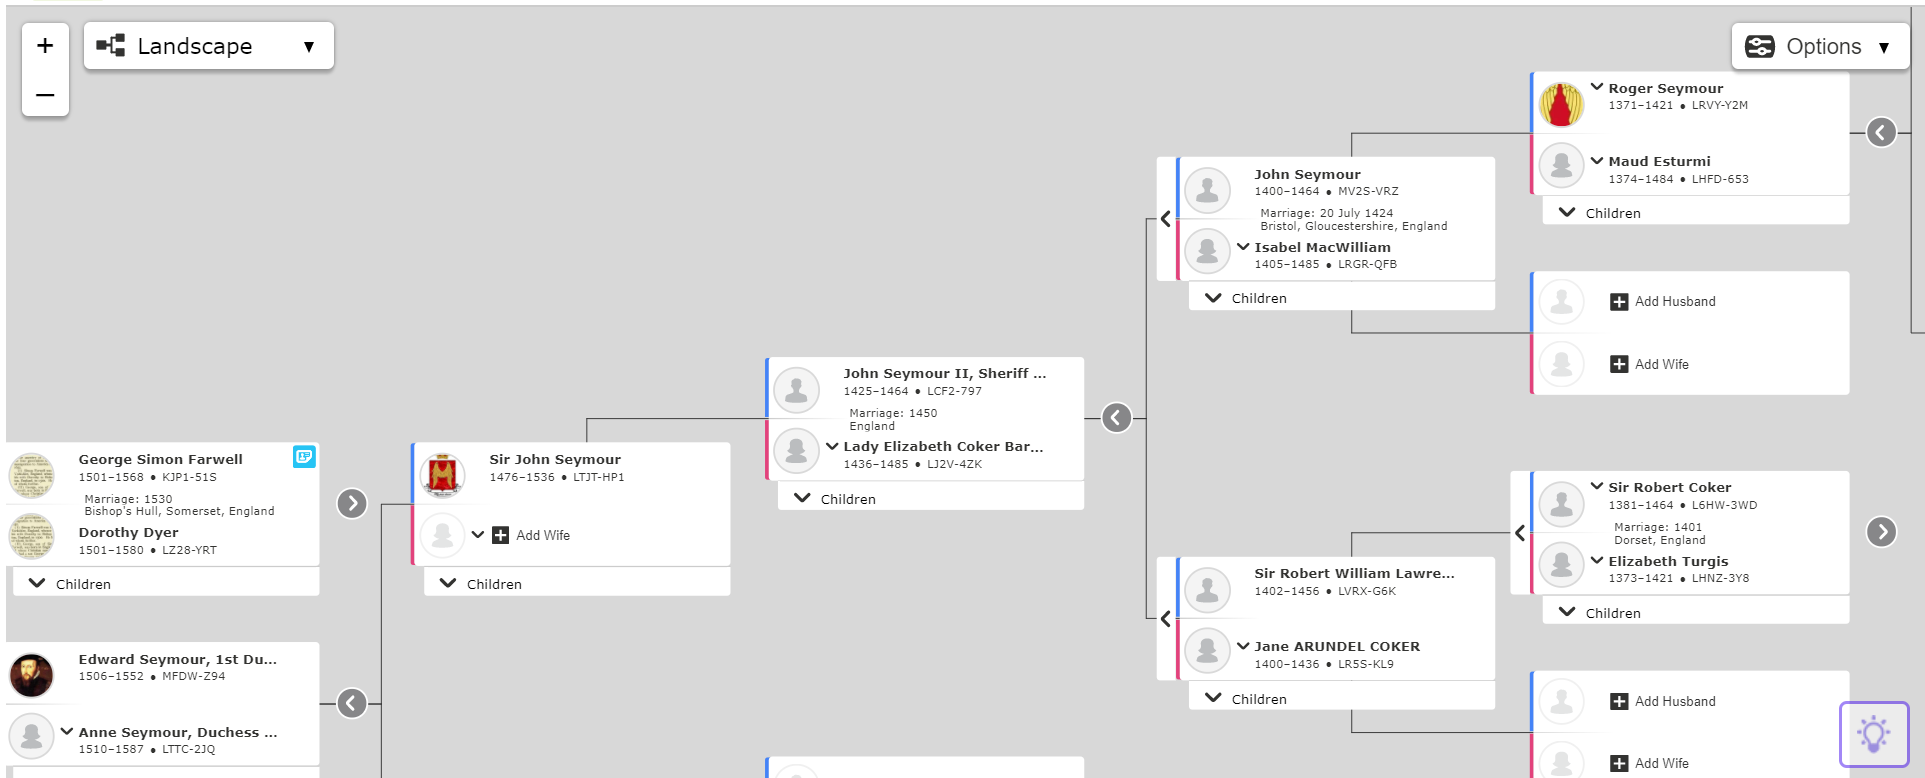 +
−
Landscape ▼
Options ▼
Roger Seymour
1371–1421 ● LRVY-Y2M
Maud Esturmi
1374–1484 ● LHFD-653
Children
John Seymour
1400–1464 ● MV2S-VRZ
Marriage: 20 July 1424
Bristol, Gloucestershire, England
Isabel MacWilliam
1405–1485 ● LRGR-QFB
Children
Add Husband
Add Wife
John Seymour II, Sheriff ...
1425–1464 ● LCF2-797
Marriage: 1450
England
Lady Elizabeth Coker Bar...
1436–1485 ● LJ2V-4ZK
Children
George Simon Farwell
1501–1568 ● KJP1-51S
Marriage: 1530
Bishop's Hull, Somerset, England
Dorothy Dyer
1501–1580 ● LZ28-YRT
Children
Sir John Seymour
1476–1536 ● LTJT-HP1
Add Wife
Children
Sir Robert Coker
1381–1464 ● L6HW-3WD
Marriage: 1401
Dorset, England
Elizabeth Turgis
1373–1421 ● LHNZ-3Y8
Children
Sir Robert William Lawre...
1402–1456 ● LVRX-G6K
Jane ARUNDEL COKER
1400–1436 ● LR5S-KL9
Children
Edward Seymour, 1st Du...
1506–1552 ● MFDW-Z94
Anne Seymour, Duchess ...
1510–1587 ● LTTC-2JQ
Add Husband
Add Wife